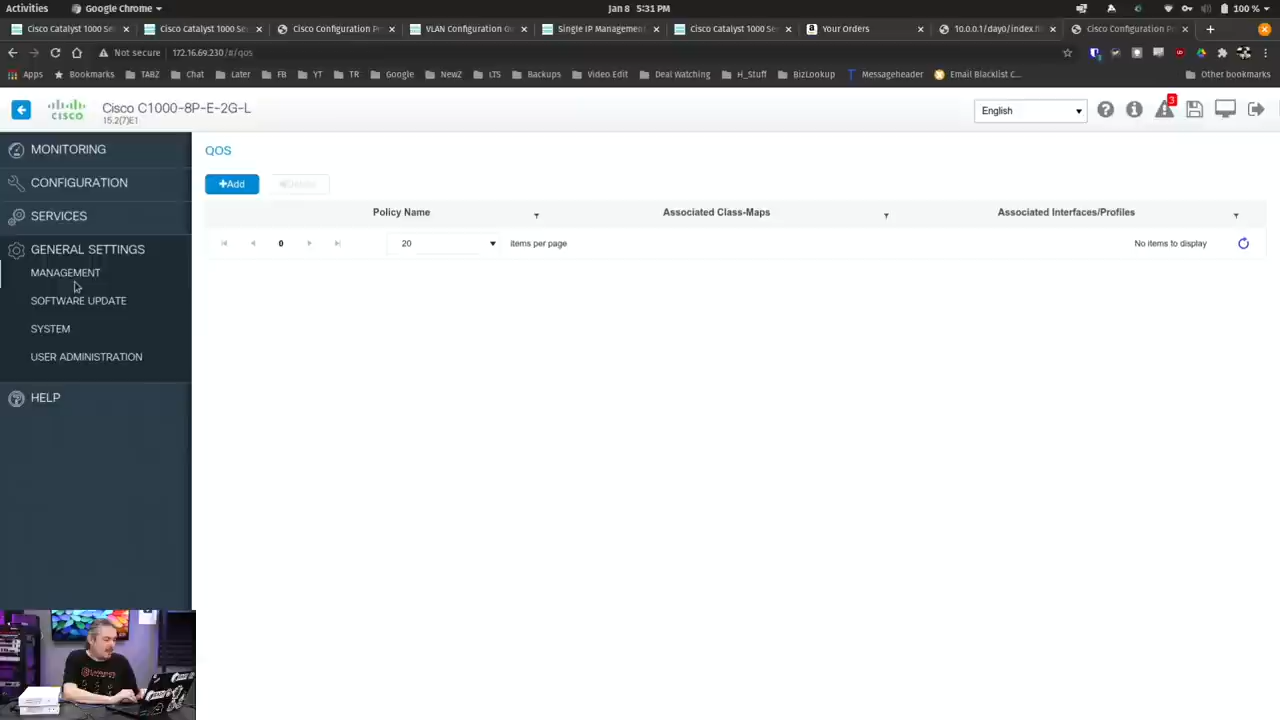 Activities
Google Chrome
Jan 8 5:31 PM
100 %
Cisco Catalyst 1000 Se
Cisco Catalyst 1000 Se
Cisco Configuration P
VLAN Configuration G
Single IP Managemen
Cisco Catalyst 1000 Se
Your Orders
10.0.0.1/dayo/index.f
Cisco Configuration P
Not secure
172.16.69.230/#/qos
Apps
Bookmarks
TABZ
Chat
Later
FB
YT
TR
Google
NewZ
LTS
Backups
Video Edit
Deal Watching
H_Stuff
BizLookup
Messageheader
Email Blacklist C...
Other bookmarks
CISCO
Cisco C1000-8P-E-2G-L
15.2(7)E1
English
3
MONITORING
CONFIGURATION
SERVICES
GENERAL SETTINGS
MANAGEMENT
SOFTWARE UPDATE
SYSTEM
USER ADMINISTRATION
HELP
QOS
+Add
Delete
Policy Name
Associated Class-Maps
Associated Interfaces/Profiles
0
20
items per page
No items to display